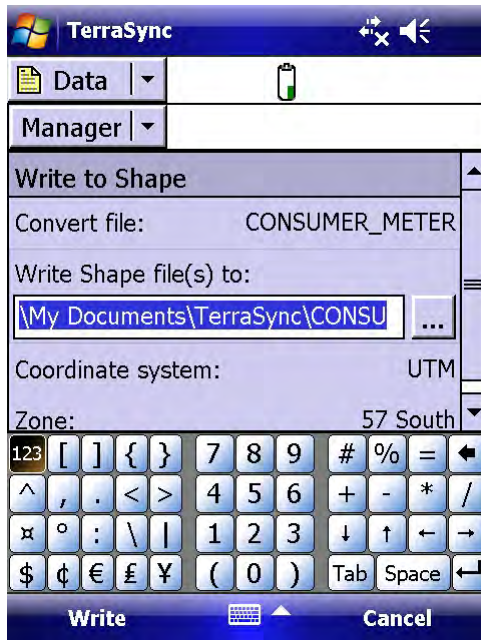 TerraSync
Data
Manager
Write to Shape
Convert file: CONSUMER_METER
Write Shape file(s) to:
\My Documents\TerraSync\CONSU ...
Coordinate system: UTM
Zone: 57 South
123 [ ] { } 7 8 9 # % = ←
^ , . < > 4 5 6 + - * /
¤ ° : \ | 1 2 3 ↓ ↑ ← →
$ ¢ € £ ¥ ( 0 ) Tab Space ↵
Write Cancel